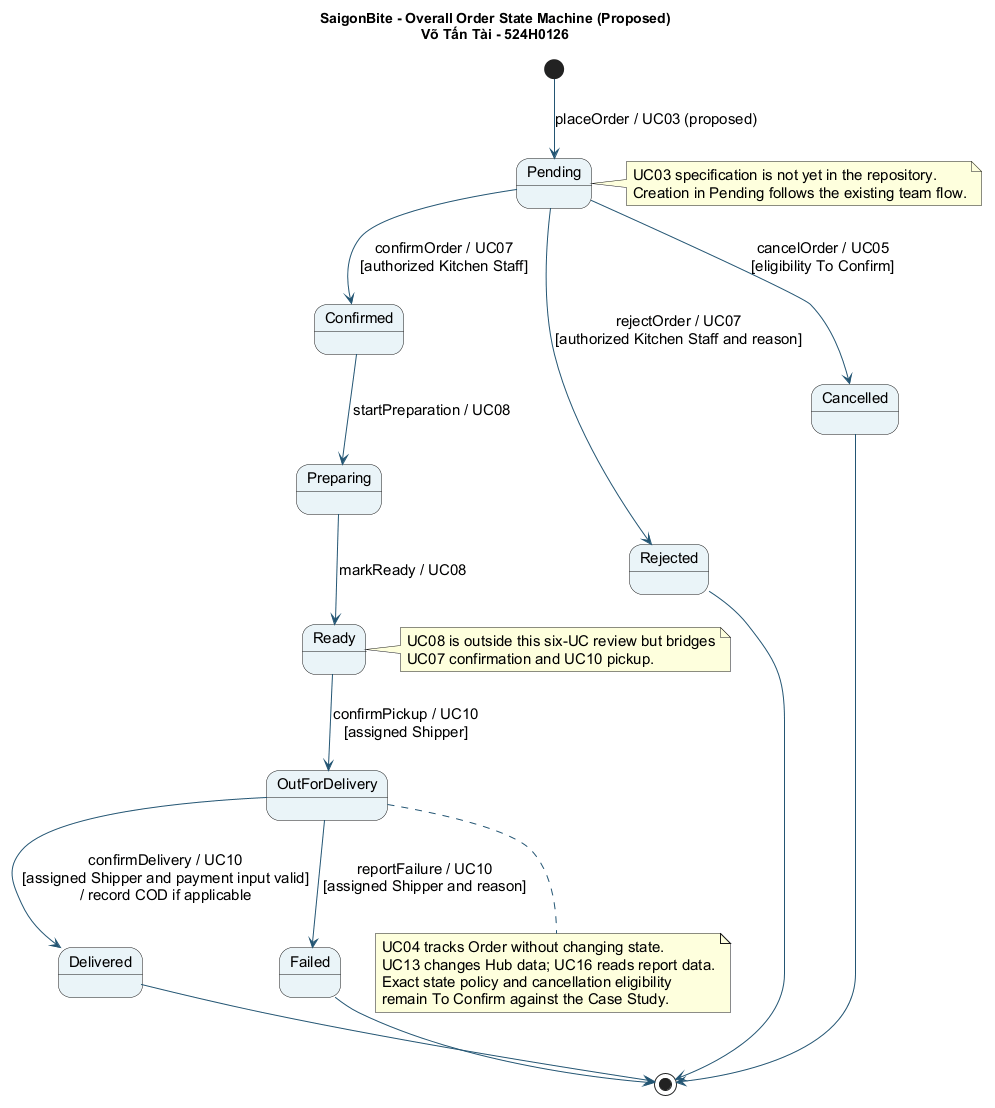 SaigonBite - Overall Order State Machine (Proposed)
Võ Tấn Tài - 524H0126
placeOrder / UC03 (proposed)
Pending
UC03 specification is not yet in the repository.
Creation in Pending follows the existing team flow.
confirmOrder / UC07
[authorized Kitchen Staff]
cancelOrder / UC05
[eligibility To Confirm]
rejectOrder / UC07
[authorized Kitchen Staff and reason]
Confirmed
Cancelled
startPreparation / UC08
Preparing
Rejected
markReady / UC08
Ready
UC08 is outside this six-UC review but bridges
UC07 confirmation and UC10 pickup.
confirmPickup / UC10
[assigned Shipper]
OutForDelivery
confirmDelivery / UC10
[assigned Shipper and payment input valid]
/ record COD if applicable
reportFailure / UC10
[assigned Shipper and reason]
Delivered
Failed
UC04 tracks Order without changing state.
UC13 changes Hub data; UC16 reads report data.
Exact state policy and cancellation eligibility
remain To Confirm against the Case Study.